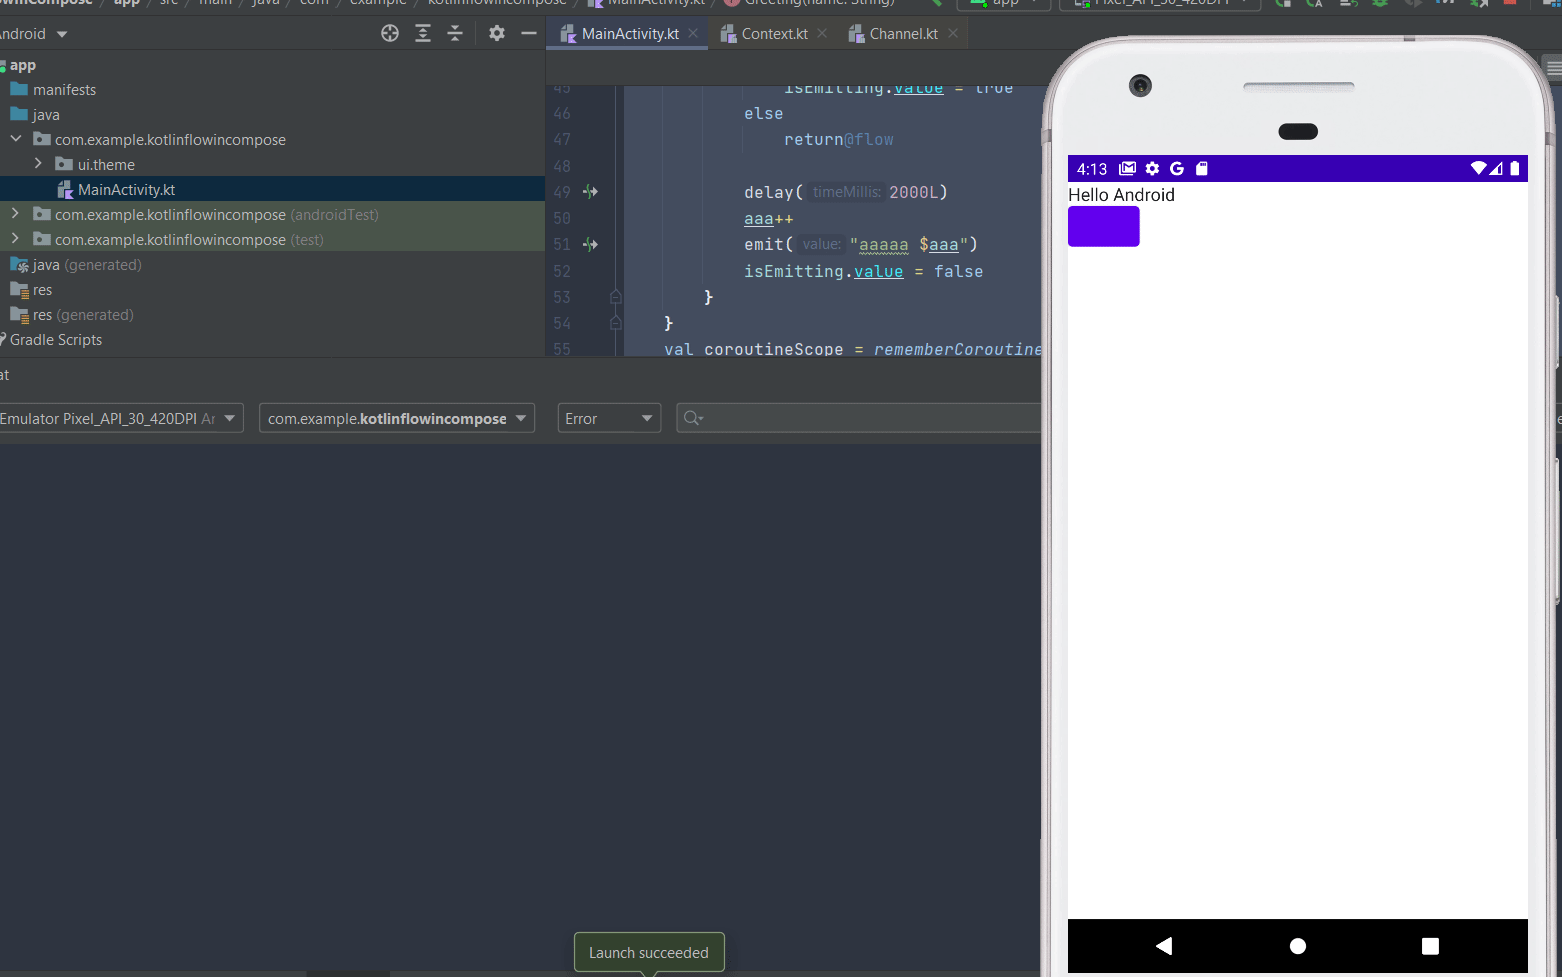 app / src / main / java / com / example / kotlinflowincompose / MainActivity.kt / Greeting(name: String)
app
Pixel_API_30_420DPI
ndroid
MainActivity.kt
Context.kt
Channel.kt
app
manifests
java
com.example.kotlinflowincompose
ui.theme
MainActivity.kt
com.example.kotlinflowincompose (androidTest)
com.example.kotlinflowincompose (test)
java (generated)
res
res (generated)
Gradle Scripts
45 isEmitting.value = true
46 else
47 return@flow
48
49 delay( timeMillis: 2000L)
50 aaa++
51 emit( value: "aaaaa $aaa")
52 isEmitting.value = false
53 }
54 }
55 val coroutineScope = rememberCoroutine
at
Emulator Pixel_API_30_420DPI Ar
com.example.kotlinflowincompose
Error
Launch succeeded
4:13
Hello Android